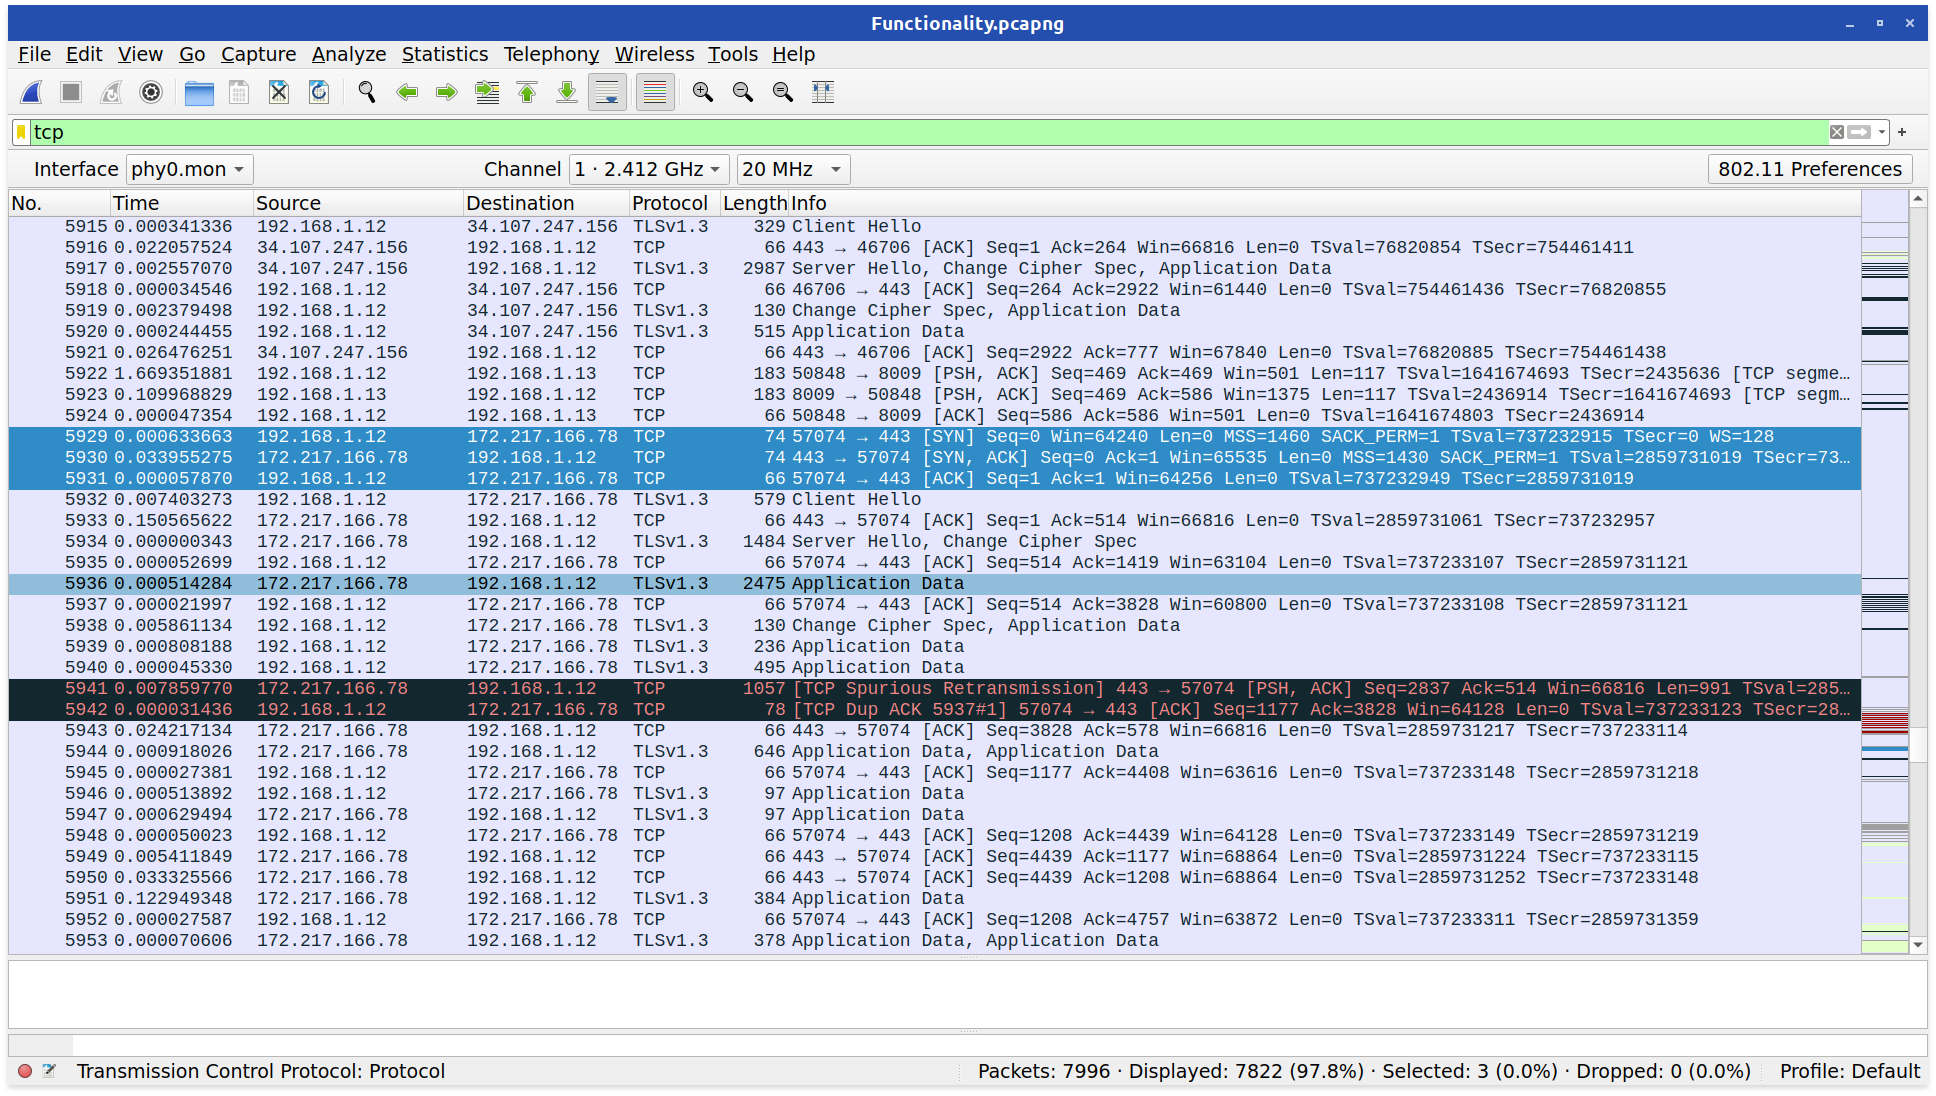 Functionality.pcapng
File Edit View Go Capture Analyze Statistics Telephony Wireless Tools Help
tcp
Interface phy0.mon Channel 1 · 2.412 GHz 20 MHz 802.11 Preferences
No. Time Source Destination Protocol Length Info
5915 0.000341336 192.168.1.12 34.107.247.156 TLSv1.3 329 Client Hello
5916 0.022057524 34.107.247.156 192.168.1.12 TCP 66 443 → 46706 [ACK] Seq=1 Ack=264 Win=66816 Len=0 TSval=76820854 TSecr=754461411
5917 0.002557070 34.107.247.156 192.168.1.12 TLSv1.3 2987 Server Hello, Change Cipher Spec, Application Data
5918 0.000034546 192.168.1.12 34.107.247.156 TCP 66 46706 → 443 [ACK] Seq=264 Ack=2922 Win=61440 Len=0 TSval=754461436 TSecr=76820855
5919 0.002379498 192.168.1.12 34.107.247.156 TLSv1.3 130 Change Cipher Spec, Application Data
5920 0.000244455 192.168.1.12 34.107.247.156 TLSv1.3 515 Application Data
5921 0.026476251 34.107.247.156 192.168.1.12 TCP 66 443 → 46706 [ACK] Seq=2922 Ack=777 Win=67840 Len=0 TSval=76820885 TSecr=754461438
5922 1.669351881 192.168.1.12 192.168.1.13 TCP 183 50848 → 8009 [PSH, ACK] Seq=469 Ack=469 Win=501 Len=117 TSval=1641674693 TSecr=2435636 [TCP segme…
5923 0.109968829 192.168.1.13 192.168.1.12 TCP 183 8009 → 50848 [PSH, ACK] Seq=469 Ack=586 Win=1375 Len=117 TSval=2436914 TSecr=1641674693 [TCP segm…
5924 0.000047354 192.168.1.12 192.168.1.13 TCP 66 50848 → 8009 [ACK] Seq=586 Ack=586 Win=501 Len=0 TSval=1641674803 TSecr=2436914
5929 0.000633663 192.168.1.12 172.217.166.78 TCP 74 57074 → 443 [SYN] Seq=0 Win=64240 Len=0 MSS=1460 SACK_PERM=1 TSval=737232915 TSecr=0 WS=128
5930 0.033955275 172.217.166.78 192.168.1.12 TCP 74 443 → 57074 [SYN, ACK] Seq=0 Ack=1 Win=65535 Len=0 MSS=1430 SACK_PERM=1 TSval=2859731019 TSecr=73…
5931 0.000057870 192.168.1.12 172.217.166.78 TCP 66 57074 → 443 [ACK] Seq=1 Ack=1 Win=64256 Len=0 TSval=737232949 TSecr=2859731019
5932 0.007403273 192.168.1.12 172.217.166.78 TLSv1.3 579 Client Hello
5933 0.150565622 172.217.166.78 192.168.1.12 TCP 66 443 → 57074 [ACK] Seq=1 Ack=514 Win=66816 Len=0 TSval=2859731061 TSecr=737232957
5934 0.000000343 172.217.166.78 192.168.1.12 TLSv1.3 1484 Server Hello, Change Cipher Spec
5935 0.000052699 192.168.1.12 172.217.166.78 TCP 66 57074 → 443 [ACK] Seq=514 Ack=1419 Win=63104 Len=0 TSval=737233107 TSecr=2859731121
5936 0.000514284 172.217.166.78 192.168.1.12 TLSv1.3 2475 Application Data
5937 0.000021997 192.168.1.12 172.217.166.78 TCP 66 57074 → 443 [ACK] Seq=514 Ack=3828 Win=60800 Len=0 TSval=737233108 TSecr=2859731121
5938 0.005861134 192.168.1.12 172.217.166.78 TLSv1.3 130 Change Cipher Spec, Application Data
5939 0.000808188 192.168.1.12 172.217.166.78 TLSv1.3 236 Application Data
5940 0.000045330 192.168.1.12 172.217.166.78 TLSv1.3 495 Application Data
5941 0.007859770 172.217.166.78 192.168.1.12 TCP 1057 [TCP Spurious Retransmission] 443 → 57074 [PSH, ACK] Seq=2837 Ack=514 Win=66816 Len=991 TSval=285…
5942 0.000031436 192.168.1.12 172.217.166.78 TCP 78 [TCP Dup ACK 5937#1] 57074 → 443 [ACK] Seq=1177 Ack=3828 Win=64128 Len=0 TSval=737233123 TSecr=28…
5943 0.024217134 172.217.166.78 192.168.1.12 TCP 66 443 → 57074 [ACK] Seq=3828 Ack=578 Win=66816 Len=0 TSval=2859731217 TSecr=737233114
5944 0.000918026 172.217.166.78 192.168.1.12 TLSv1.3 646 Application Data, Application Data
5945 0.000027381 192.168.1.12 172.217.166.78 TCP 66 57074 → 443 [ACK] Seq=1177 Ack=4408 Win=63616 Len=0 TSval=737233148 TSecr=2859731218
5946 0.000513892 192.168.1.12 172.217.166.78 TLSv1.3 97 Application Data
5947 0.000629494 172.217.166.78 192.168.1.12 TLSv1.3 97 Application Data
5948 0.000050023 192.168.1.12 172.217.166.78 TCP 66 57074 → 443 [ACK] Seq=1208 Ack=4439 Win=64128 Len=0 TSval=737233149 TSecr=2859731219
5949 0.005411849 172.217.166.78 192.168.1.12 TCP 66 443 → 57074 [ACK] Seq=4439 Ack=1177 Win=68864 Len=0 TSval=2859731224 TSecr=737233115
5950 0.033325566 172.217.166.78 192.168.1.12 TCP 66 443 → 57074 [ACK] Seq=4439 Ack=1208 Win=68864 Len=0 TSval=2859731252 TSecr=737233148
5951 0.122949348 172.217.166.78 192.168.1.12 TLSv1.3 384 Application Data
5952 0.000027587 192.168.1.12 172.217.166.78 TCP 66 57074 → 443 [ACK] Seq=1208 Ack=4757 Win=63872 Len=0 TSval=737233311 TSecr=2859731359
5953 0.000070606 172.217.166.78 192.168.1.12 TLSv1.3 378 Application Data, Application Data
Transmission Control Protocol: Protocol Packets: 7996 · Displayed: 7822 (97.8%) · Selected: 3 (0.0%) · Dropped: 0 (0.0%) Profile: Default